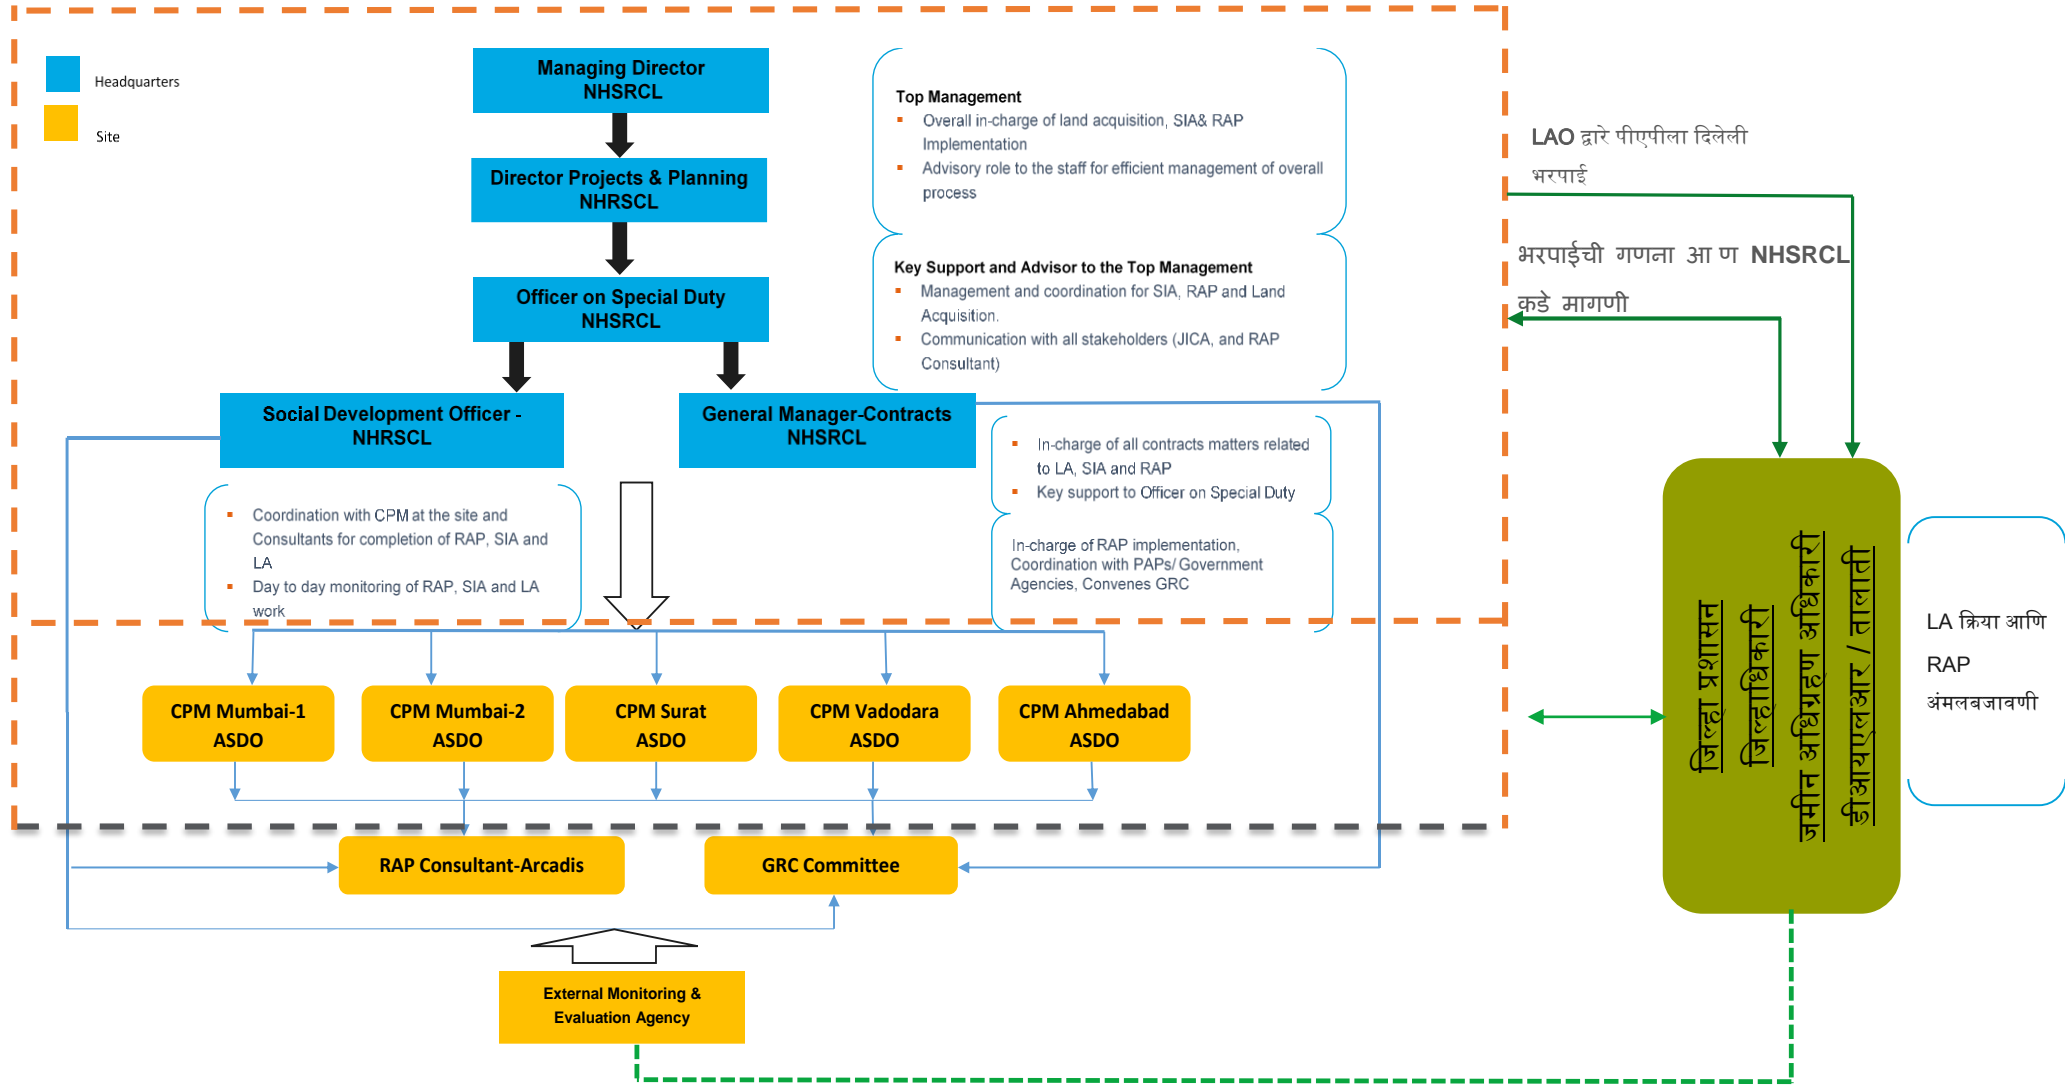 Headquarters
Site
Managing Director
NHSRCL
Director Projects & Planning
NHRSCL
Officer on Special Duty
NHSRCL
Social Development Officer -
NHRSCL
General Manager-Contracts
NHSRCL
Top Management
▪ Overall in-charge of land acquisition, SIA& RAP
Implementation
▪ Advisory role to the staff for efficient management of overall
process
Key Support and Advisor to the Top Management
▪ Management and coordination for SIA, RAP and Land
Acquisition.
▪ Communication with all stakeholders (JICA, and RAP
Consultant)
▪ In-charge of all contracts matters related
to LA, SIA and RAP
▪ Key support to Officer on Special Duty
In-charge of RAP implementation,
Coordination with PAPs/ Government
Agencies, Convenes GRC
▪ Coordination with CPM at the site and
Consultants for completion of RAP, SIA and
LA
▪ Day to day monitoring of RAP, SIA and LA
work
CPM Mumbai-1
ASDO
CPM Mumbai-2
ASDO
CPM Surat
ASDO
CPM Vadodara
ASDO
CPM Ahmedabad
ASDO
RAP Consultant-Arcadis
GRC Committee
External Monitoring &
Evaluation Agency
LAO द्वारे पीएपीला दिलेली
भरपाई
भरपाईची गणना आ ण NHSRCL
कडे मागणी
जिल्हा प्रशासन
जिल्हाधिकारी
जमीन अधिग्रहण अधिकारी
डीआयएलआर / तालाती
LA क्रिया आणि
RAP
अंमलबजावणी